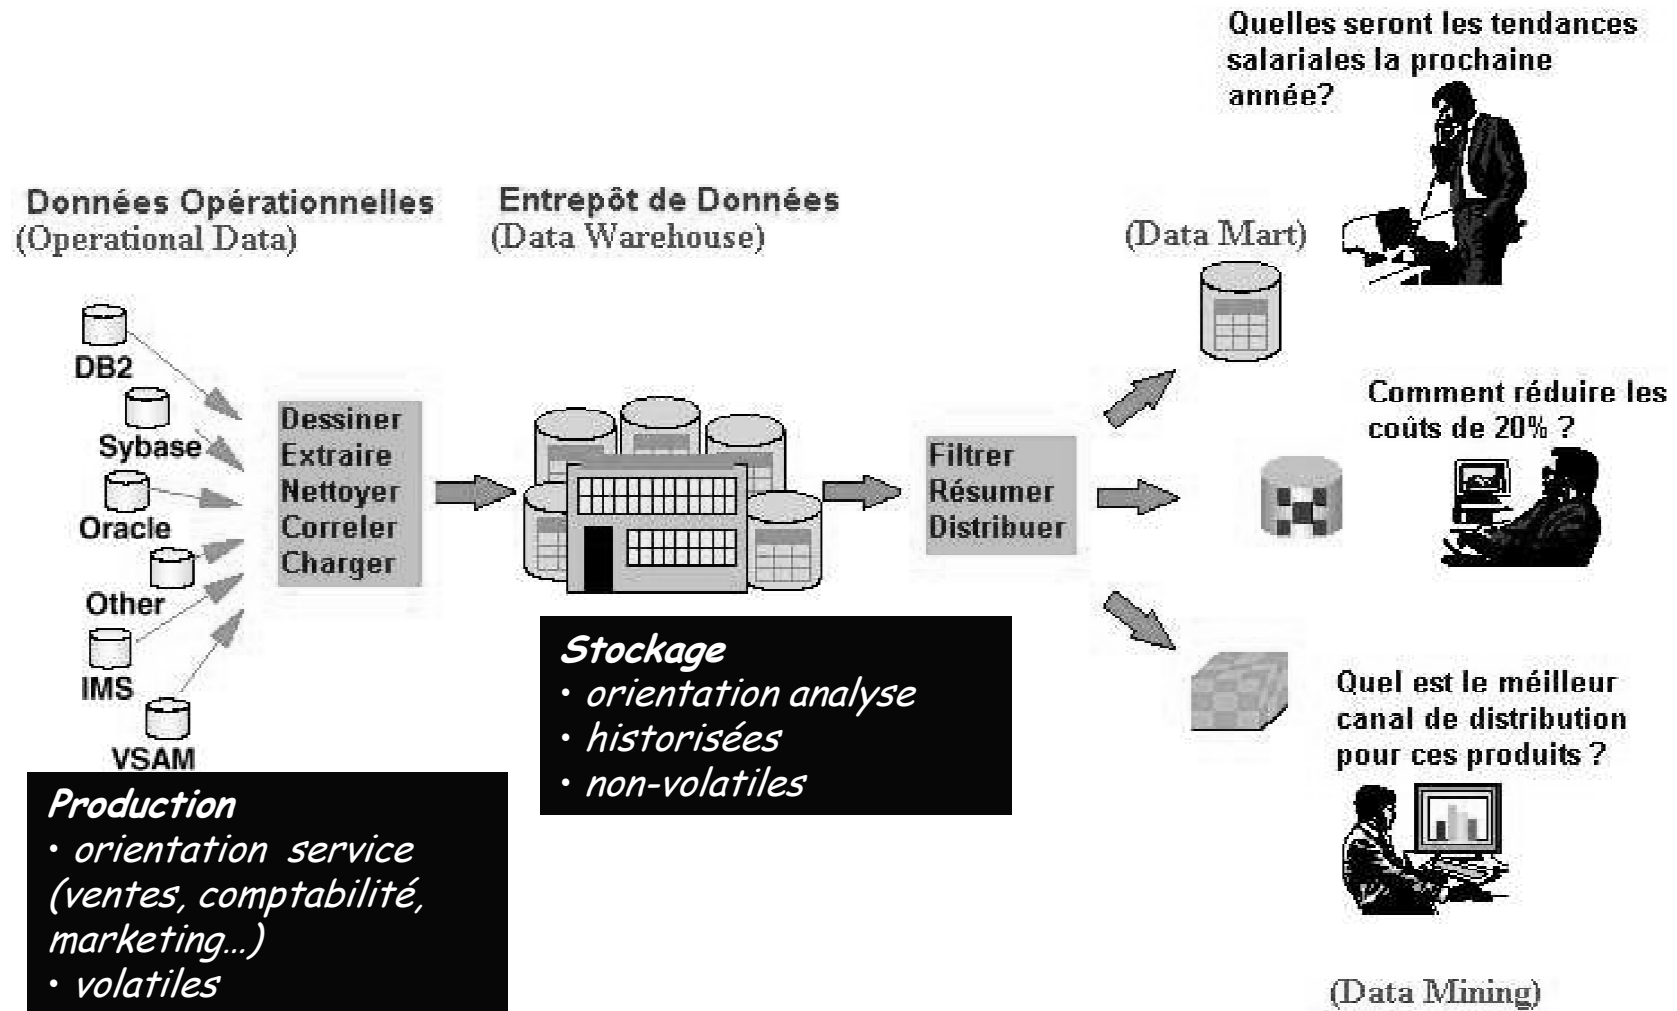 Quelles seront les tendances
salariales la prochaine
année?
Données Opérationnelles
(Operational Data)
Entrepôt de Données
(Data Warehouse)
(Data Mart)
DB2
Sybase
Oracle
Other
IMS
VSAM
Dessiner
Extraire
Nettoyer
Correler
Charger
Filtrer
Résumer
Distribuer
Comment réduire les
coûts de 20% ?
Stockage
• orientation analyse
• historisées
• non-volatiles
Quel est le méilleur
canal de distribution
pour ces produits ?
Production
• orientation service
(ventes, comptabilité,
marketing...)
• volatiles
(Data Mining)